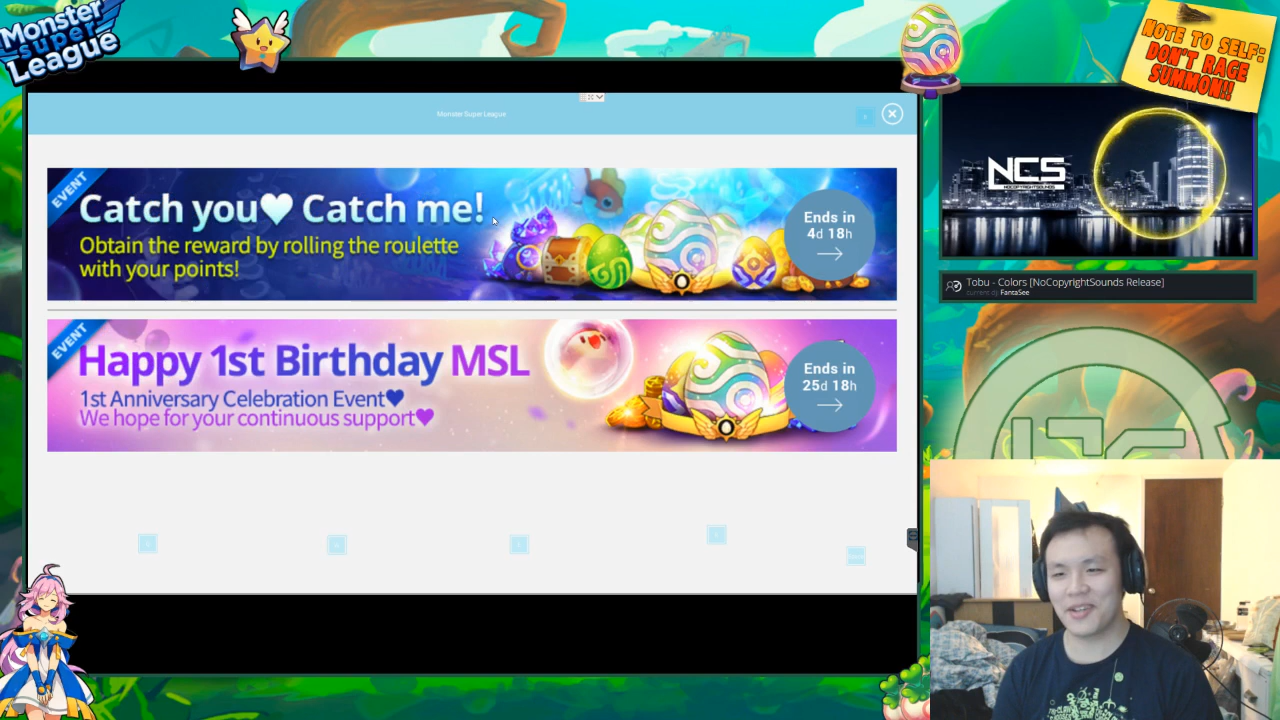 Monster
super
League
NOTE TO SELF:
DON'T RAGE
SUMMON!!
Monster Super League
EVENT
Catch you♥ Catch me!
Obtain the reward by rolling the roulette
with your points!
Ends in
4d 18h
EVENT
Happy 1st Birthday MSL
1st Anniversary Celebration Event♥
We hope for your continuous support♥
Ends in
25d 18h
NCS
NOCOPYRIGHTSOUNDS
Tobu - Colors [NoCopyrightSounds Release]
current dj FantaSee